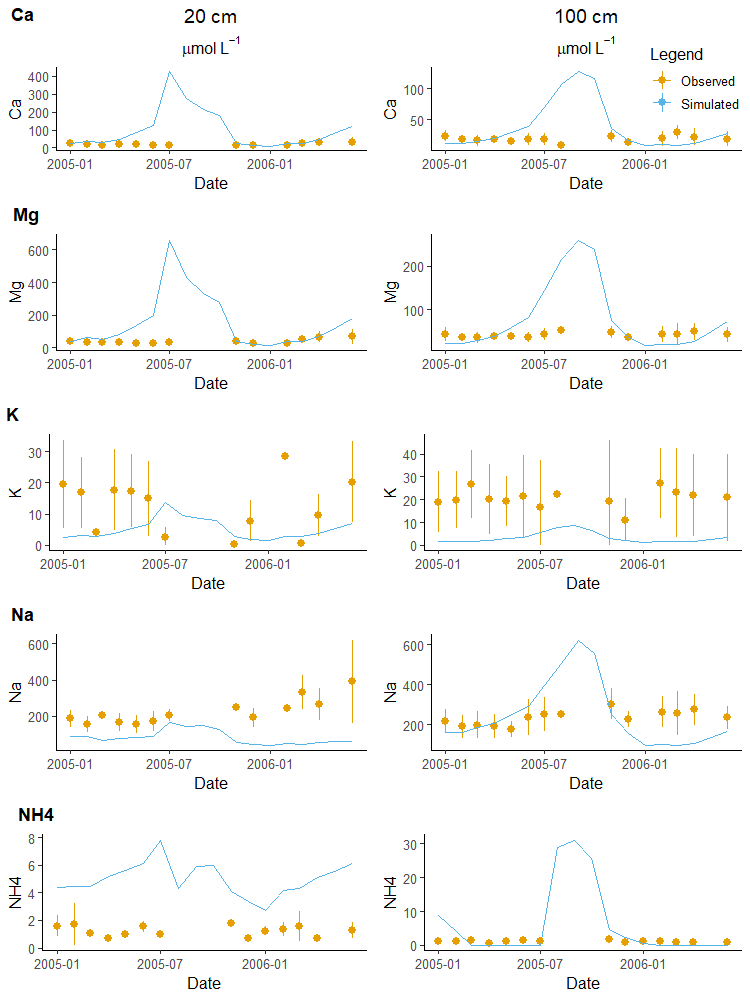 Ca
20 cm
100 cm
μmol L−1
μmol L−1
Legend
Observed
Simulated
Ca
400
300
200
100
0
2005-01
2005-07
2006-01
Date
Ca
100
50
2005-01
2005-07
2006-01
Date
Mg
Mg
600
400
200
0
2005-01
2005-07
2006-01
Date
Mg
200
100
2005-01
2005-07
2006-01
Date
K
K
30
20
10
0
2005-01
2005-07
2006-01
Date
K
40
30
20
10
0
2005-01
2005-07
2006-01
Date
Na
Na
600
400
200
2005-01
2005-07
2006-01
Date
Na
600
400
200
2005-01
2005-07
2006-01
Date
NH4
NH4
8
6
4
2
0
2005-01
2005-07
2006-01
Date
NH4
30
20
10
0
2005-01
2005-07
2006-01
Date